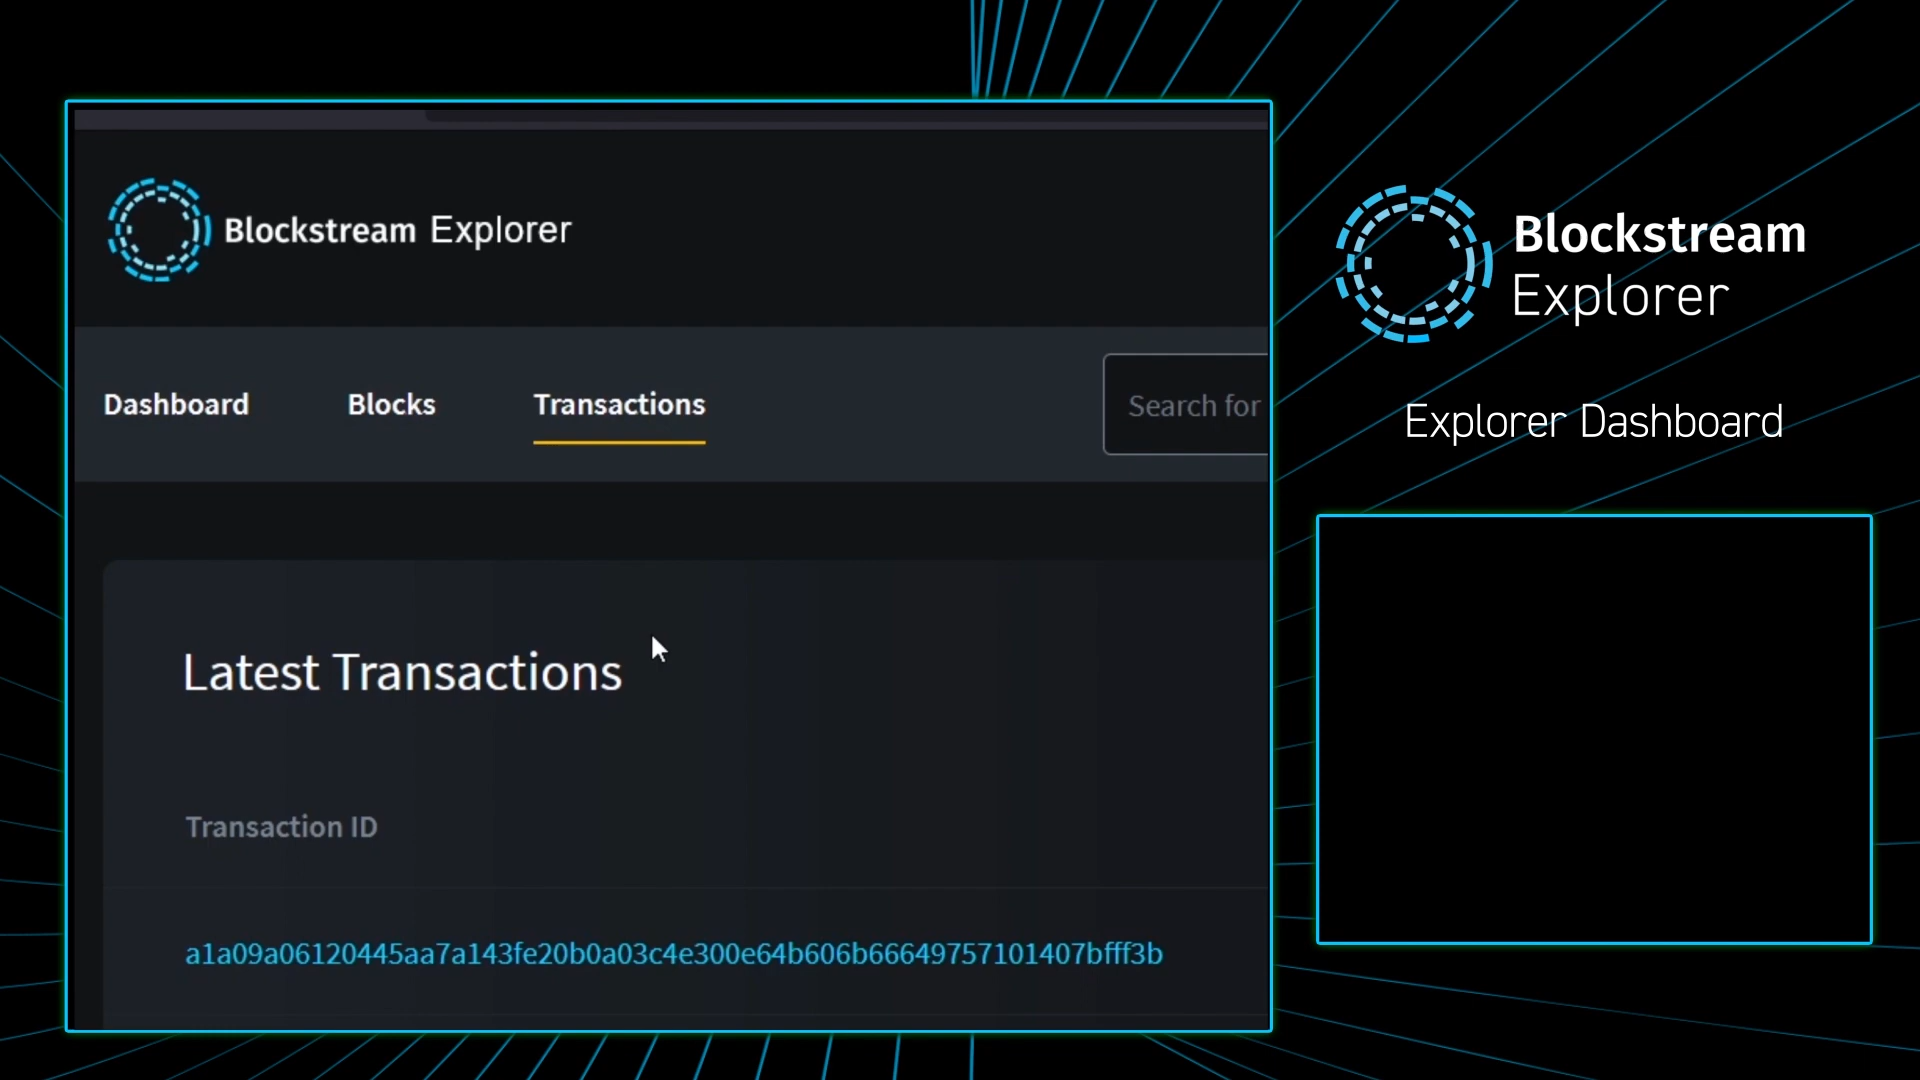 Blockstream Explorer
Dashboard
Blocks
Transactions
Search for
Latest Transactions
Transaction ID
a1a09a06120445aa7a143fe20b0a03c4e300e64b606b66649757101407bfff3b
Blockstream
Explorer
Explorer Dashboard